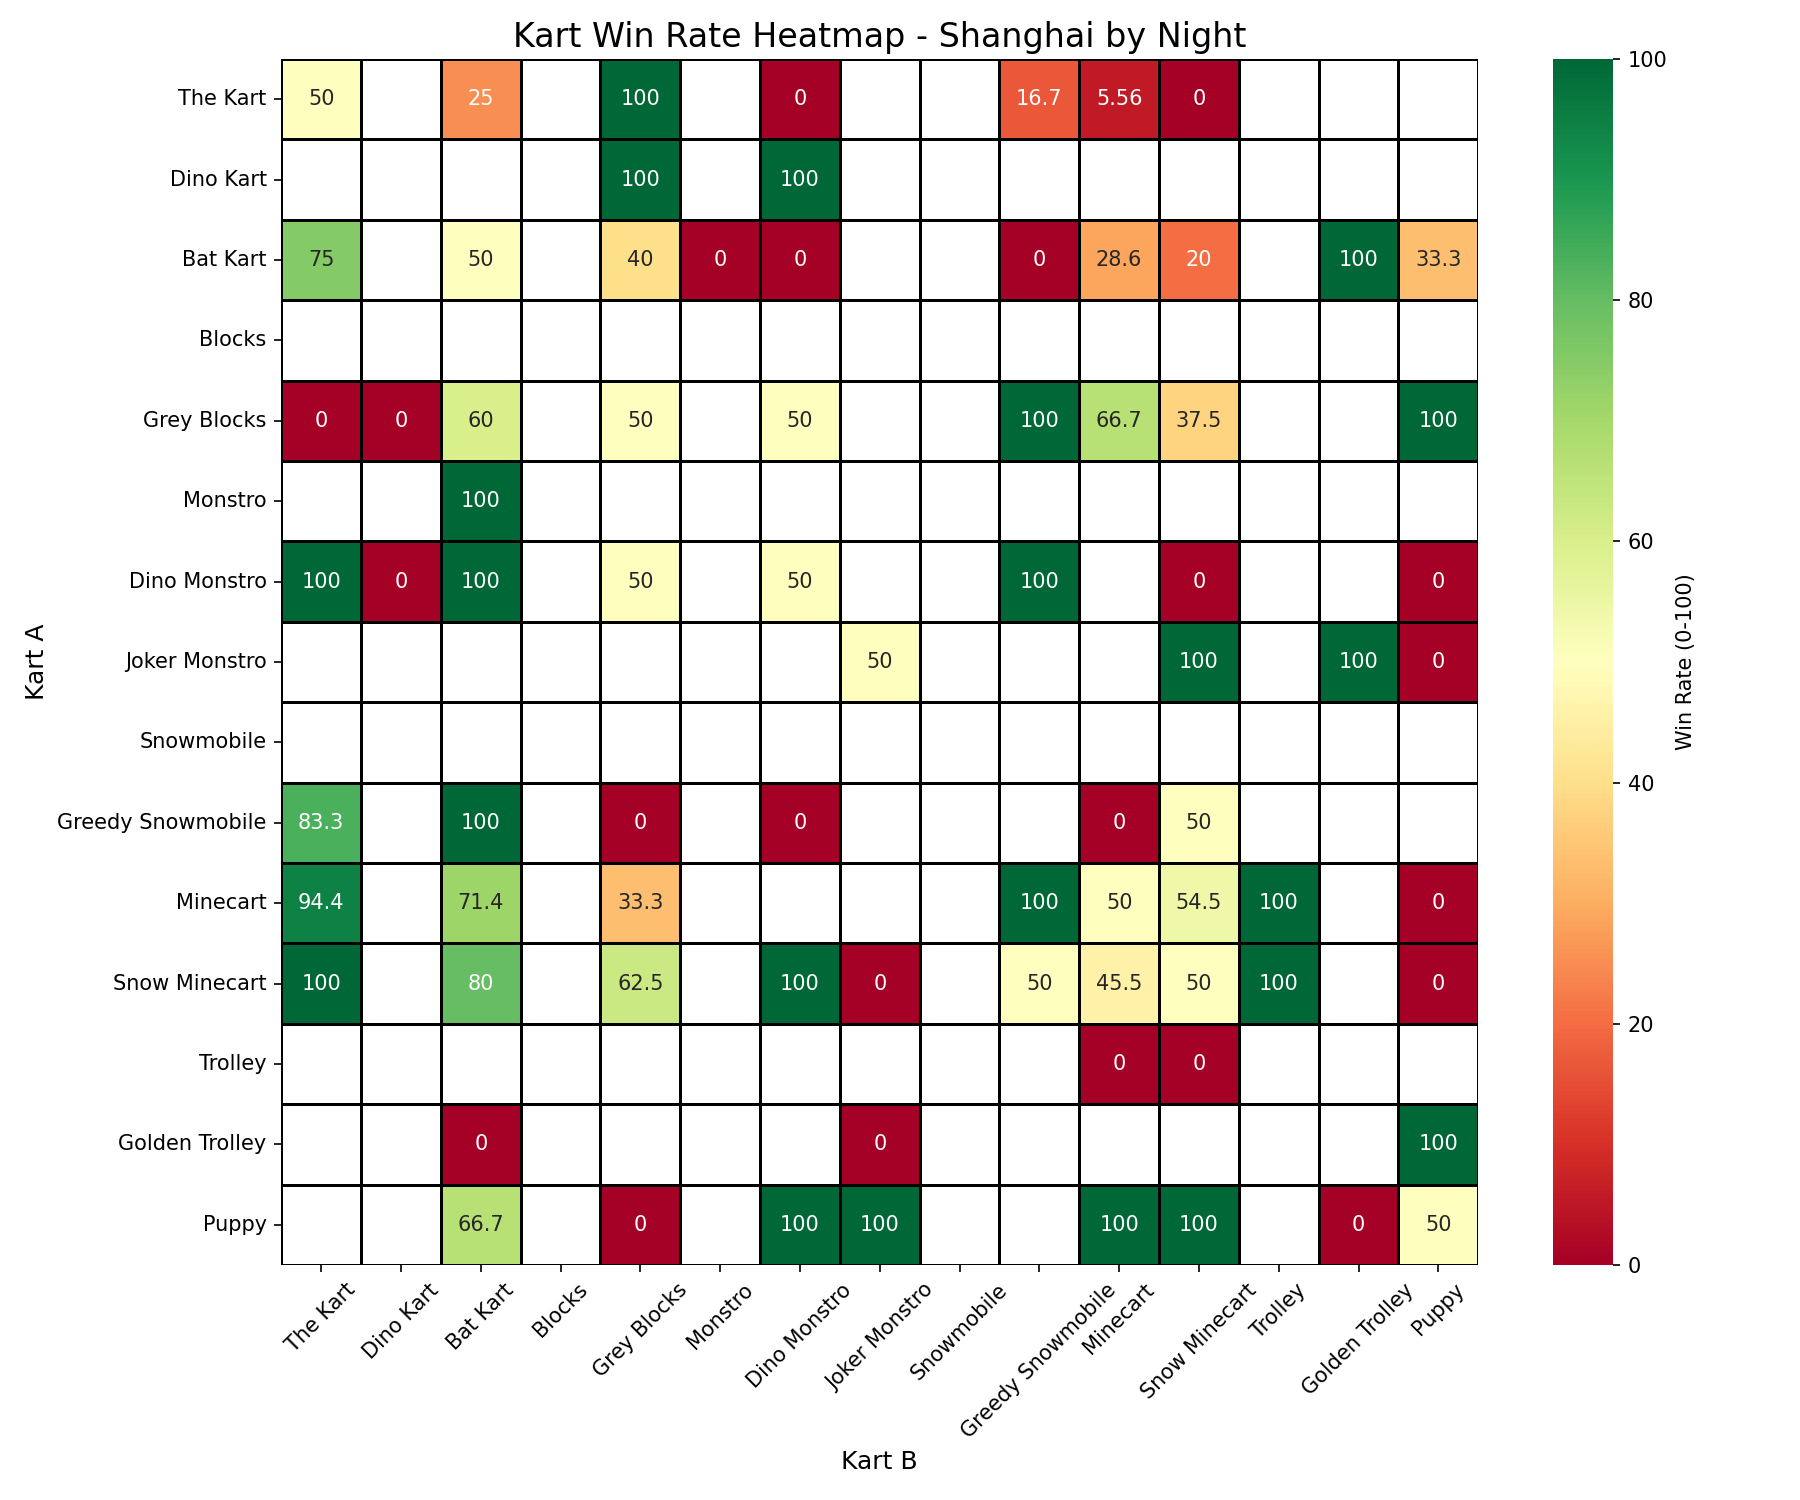 Kart Win Rate Heatmap - Shanghai by Night
The Kart 50 25 100 0 16.7 5.56 0
Dino Kart 100 100
Bat Kart 75 50 40 0 0 0 28.6 20 100 33.3
Blocks
Grey Blocks 0 0 60 50 50 100 66.7 37.5 100
Monstro 100
Dino Monstro 100 0 100 50 50 100 0 0
Joker Monstro 50 100 100 0
Snowmobile
Greedy Snowmobile 83.3 100 0 0 0 50
Minecart 94.4 71.4 33.3 100 50 54.5 100 0
Snow Minecart 100 80 62.5 100 0 50 45.5 50 100 0
Trolley 0 0
Golden Trolley 0 0 100
Puppy 66.7 0 100 100 100 100 0 50
The Kart Dino Kart Bat Kart Blocks Grey Blocks Monstro Dino Monstro Joker Monstro Snowmobile Greedy Snowmobile Minecart Snow Minecart Trolley Golden Trolley Puppy
Kart B
Kart A
100
80
60
40
20
0
Win Rate (0-100)